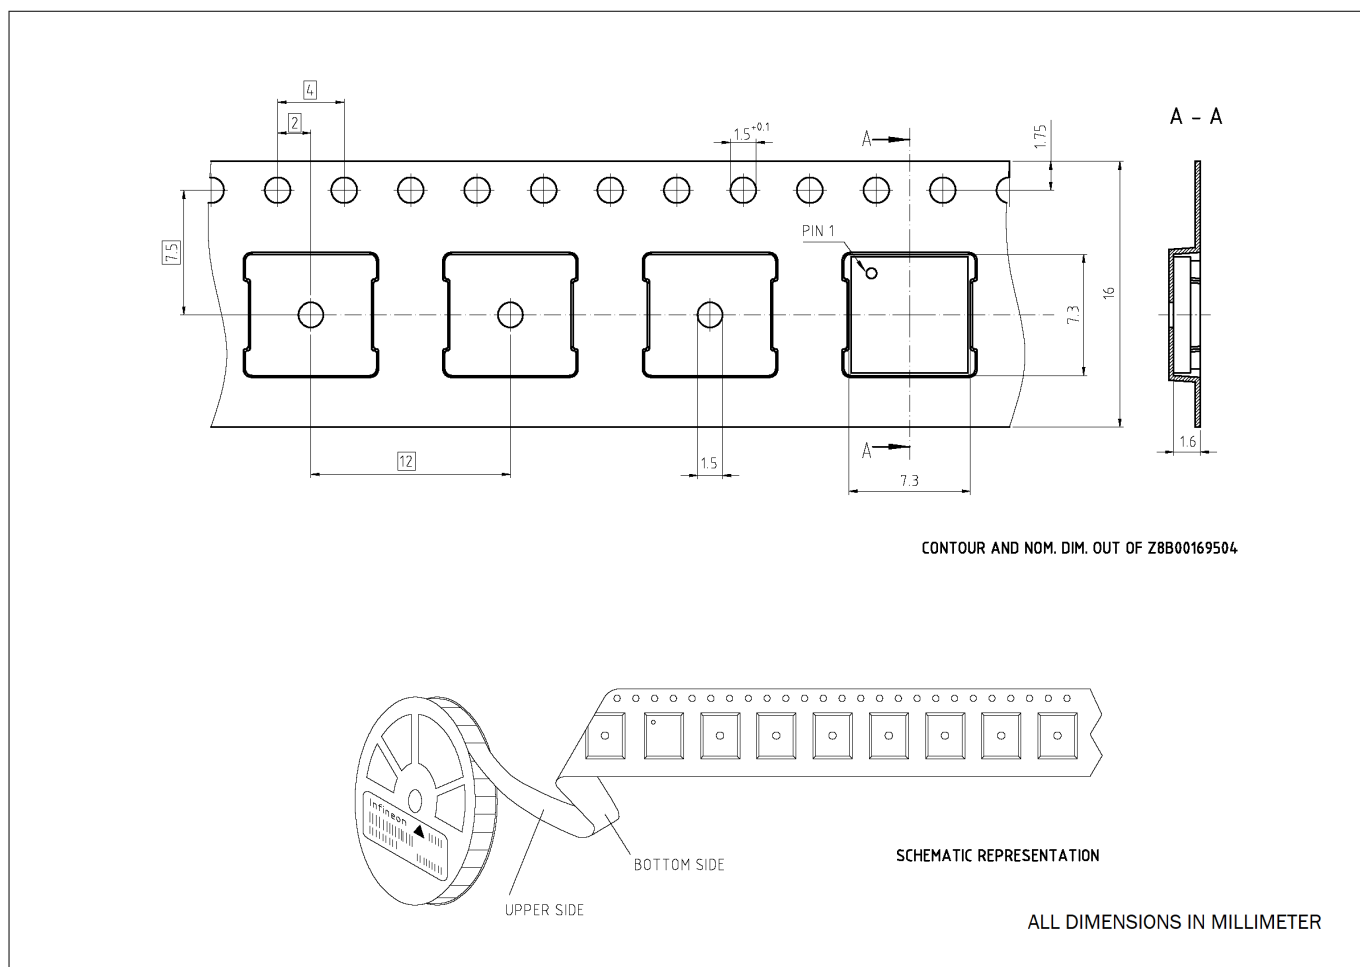 4
2
1.5+0.1
A
A - A
1.75
PIN 1
7.5
7.3
16
12
1.5
A
7.3
1.6
CONTOUR AND NOM. DIM. OUT OF Z8B00169504
Infineon
BOTTOM SIDE
UPPER SIDE
SCHEMATIC REPRESENTATION
ALL DIMENSIONS IN MILLIMETER